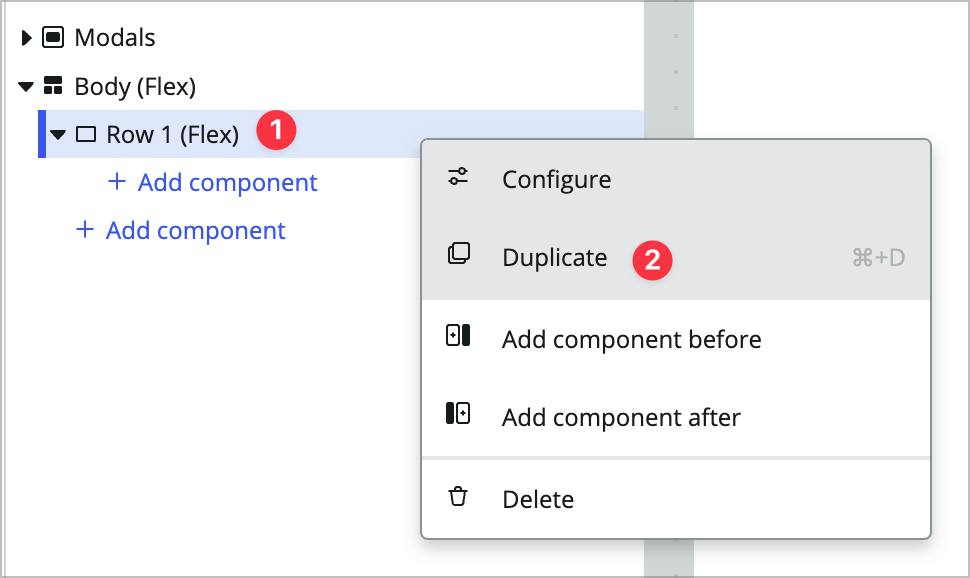 Modals
Body (Flex)
Row 1 (Flex) 1
+ Add component
+ Add component
Configure
Duplicate 2 ⌘+D
Add component before
Add component after
Delete